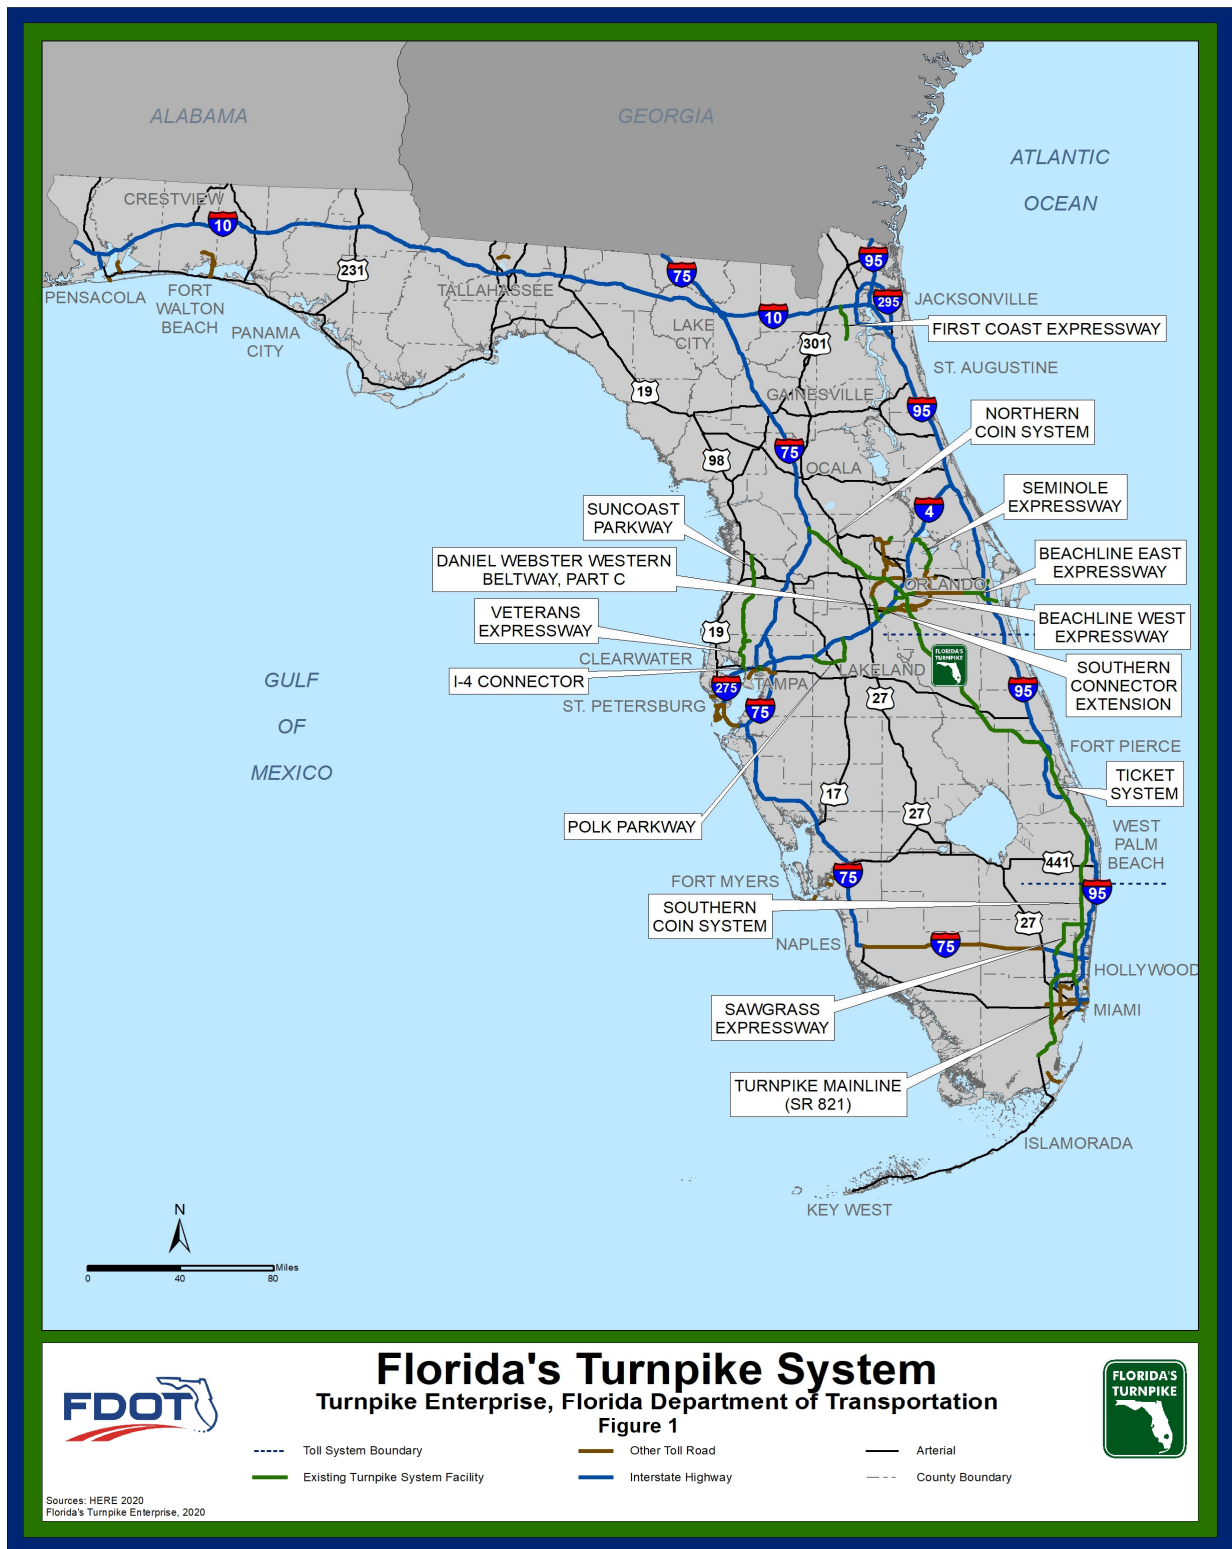 ALABAMA
GEORGIA
ATLANTIC
OCEAN
CRESTVIEW
10
231
75
95
PENSACOLA
FORT
WALTON
BEACH
TALLAHASSEE
295
JACKSONVILLE
10
PANAMA
CITY
LAKE
CITY
FIRST COAST EXPRESSWAY
301
ST. AUGUSTINE
19
GAINESVILLE
95
NORTHERN
COIN SYSTEM
75
98
OCALA
SEMINOLE
EXPRESSWAY
SUNCOAST
PARKWAY
4
DANIEL WEBSTER WESTERN
BELTWAY, PART C
BEACHLINE EAST
EXPRESSWAY
ORLANDO
VETERANS
EXPRESSWAY
BEACHLINE WEST
EXPRESSWAY
19
CLEARWATER
FLORIDA'S
TURNPIKE
LAKELAND
SOUTHERN
CONNECTOR
EXTENSION
I-4 CONNECTOR
TAMPA
275
95
27
ST. PETERSBURG
75
GULF
OF
MEXICO
FORT PIERCE
TICKET
SYSTEM
17
27
POLK PARKWAY
WEST
PALM
BEACH
441
75
FORT MYERS
95
SOUTHERN
COIN SYSTEM
27
NAPLES
75
HOLLYWOOD
SAWGRASS
EXPRESSWAY
MIAMI
TURNPIKE MAINLINE
(SR 821)
ISLAMORADA
KEY WEST
N
Miles
0 40 80
Florida's Turnpike System
Turnpike Enterprise, Florida Department of Transportation
Figure 1
FDOT
FLORIDA'S
TURNPIKE
Toll System Boundary
Other Toll Road
Arterial
Existing Turnpike System Facility
Interstate Highway
County Boundary
Sources: HERE 2020
Florida's Turnpike Enterprise, 2020